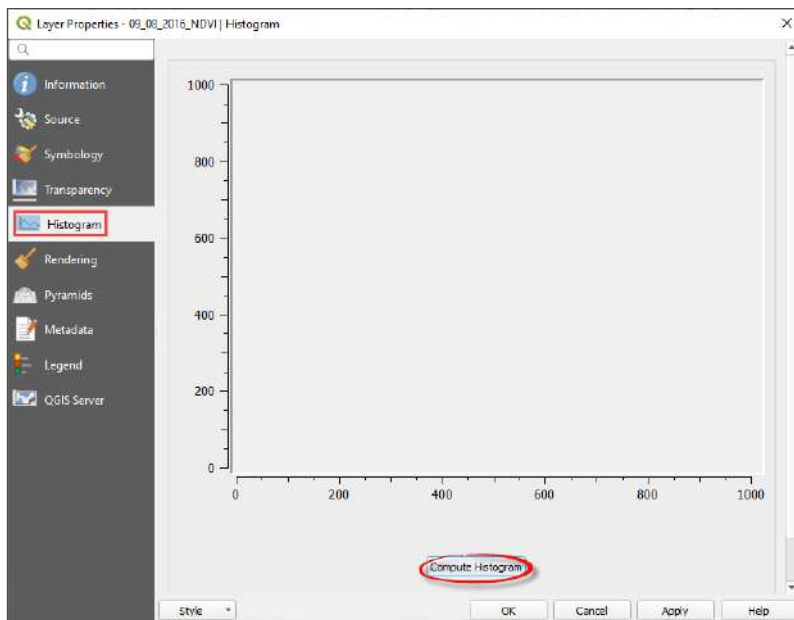 Layer Properties - 09_08_2016_NDVI | Histogram
Information
Source
Symbology
Transparency
Histogram
Rendering
Pyramids
Metadata
Legend
QGIS Server
1000
800
600
400
200
0
0 200 400 600 800 1000
Compute Histogram
Style OK Cancel Apply Help